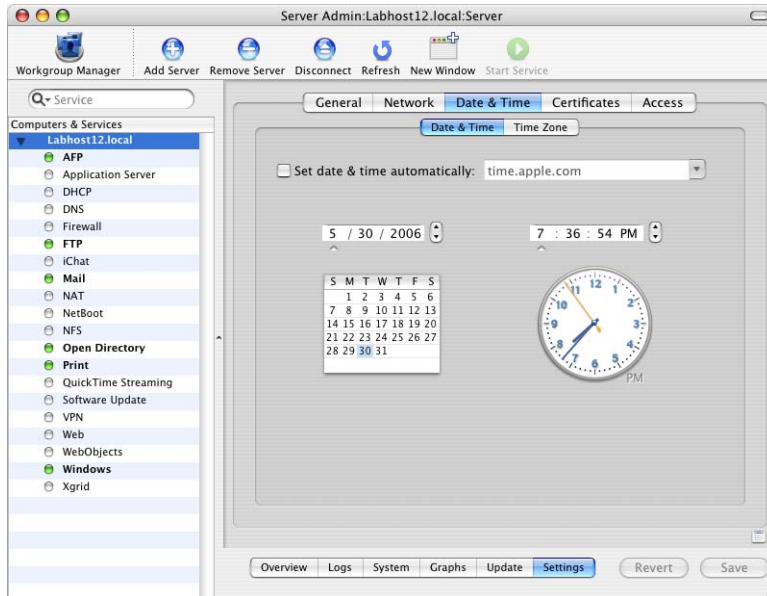 Server Admin:Labhost12.local:Server
Workgroup Manager Add Server Remove Server Disconnect Refresh New Window Start Service
Service
Computers & Services
Labhost12.local
AFP
Application Server
DHCP
DNS
Firewall
FTP
iChat
Mail
NAT
NetBoot
NFS
Open Directory
Print
QuickTime Streaming
Software Update
VPN
Web
WebObjects
Windows
Xgrid
General Network Date & Time Certificates Access
Date & Time Time Zone
Set date & time automatically: time.apple.com
5 / 30 / 2006 7 : 36 : 54 PM
S M T W T F S
1 2 3 4 5 6
7 8 9 10 11 12 13
14 15 16 17 18 19 20
21 22 23 24 25 26 27
28 29 30 31
12 1 2 3 4 5 6 7 8 9 10 11
PM
Overview Logs System Graphs Update Settings Revert Save